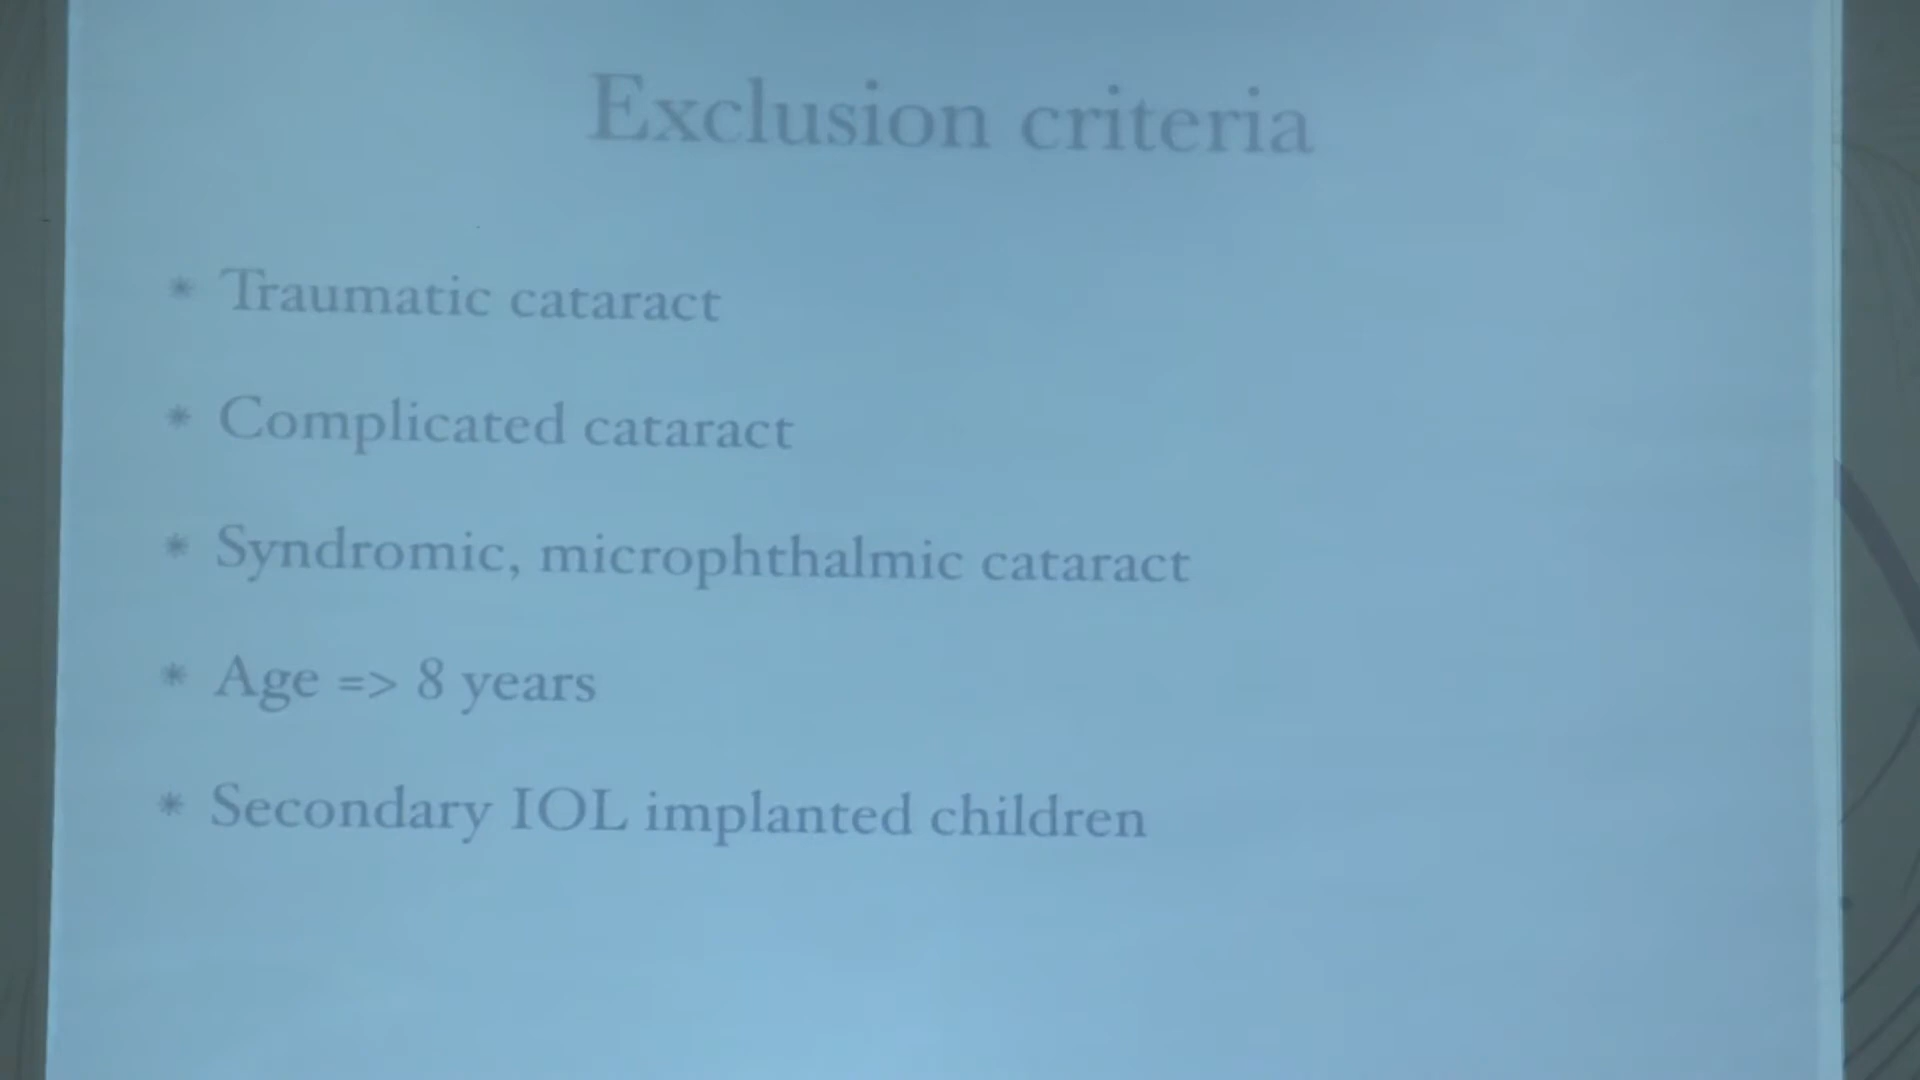 Exclusion criteria
* Traumatic cataract
* Complicated cataract
* Syndromic, microphthalmic cataract
* Age => 8 years
* Secondary IOL implanted children